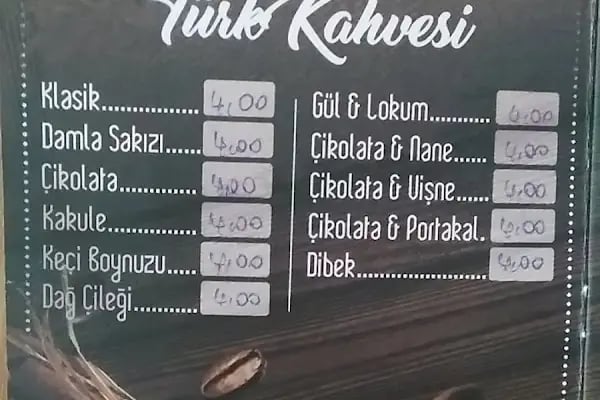 Türk Kahvesi
Klasik............ 4,00
Damla Sakızı...... 4,00
Çikolata............ 4,00
Kakule.............. 4,00
Keçi Boynuzu..... 4,00
Dağ Çileği.......... 4,00
Gül & Lokum........... 4,00
Çikolata & Nane...... 4,00
Çikolata & Vişne...... 4,00
Çikolata & Portakal. 4,00
Dibek.................... 4,00